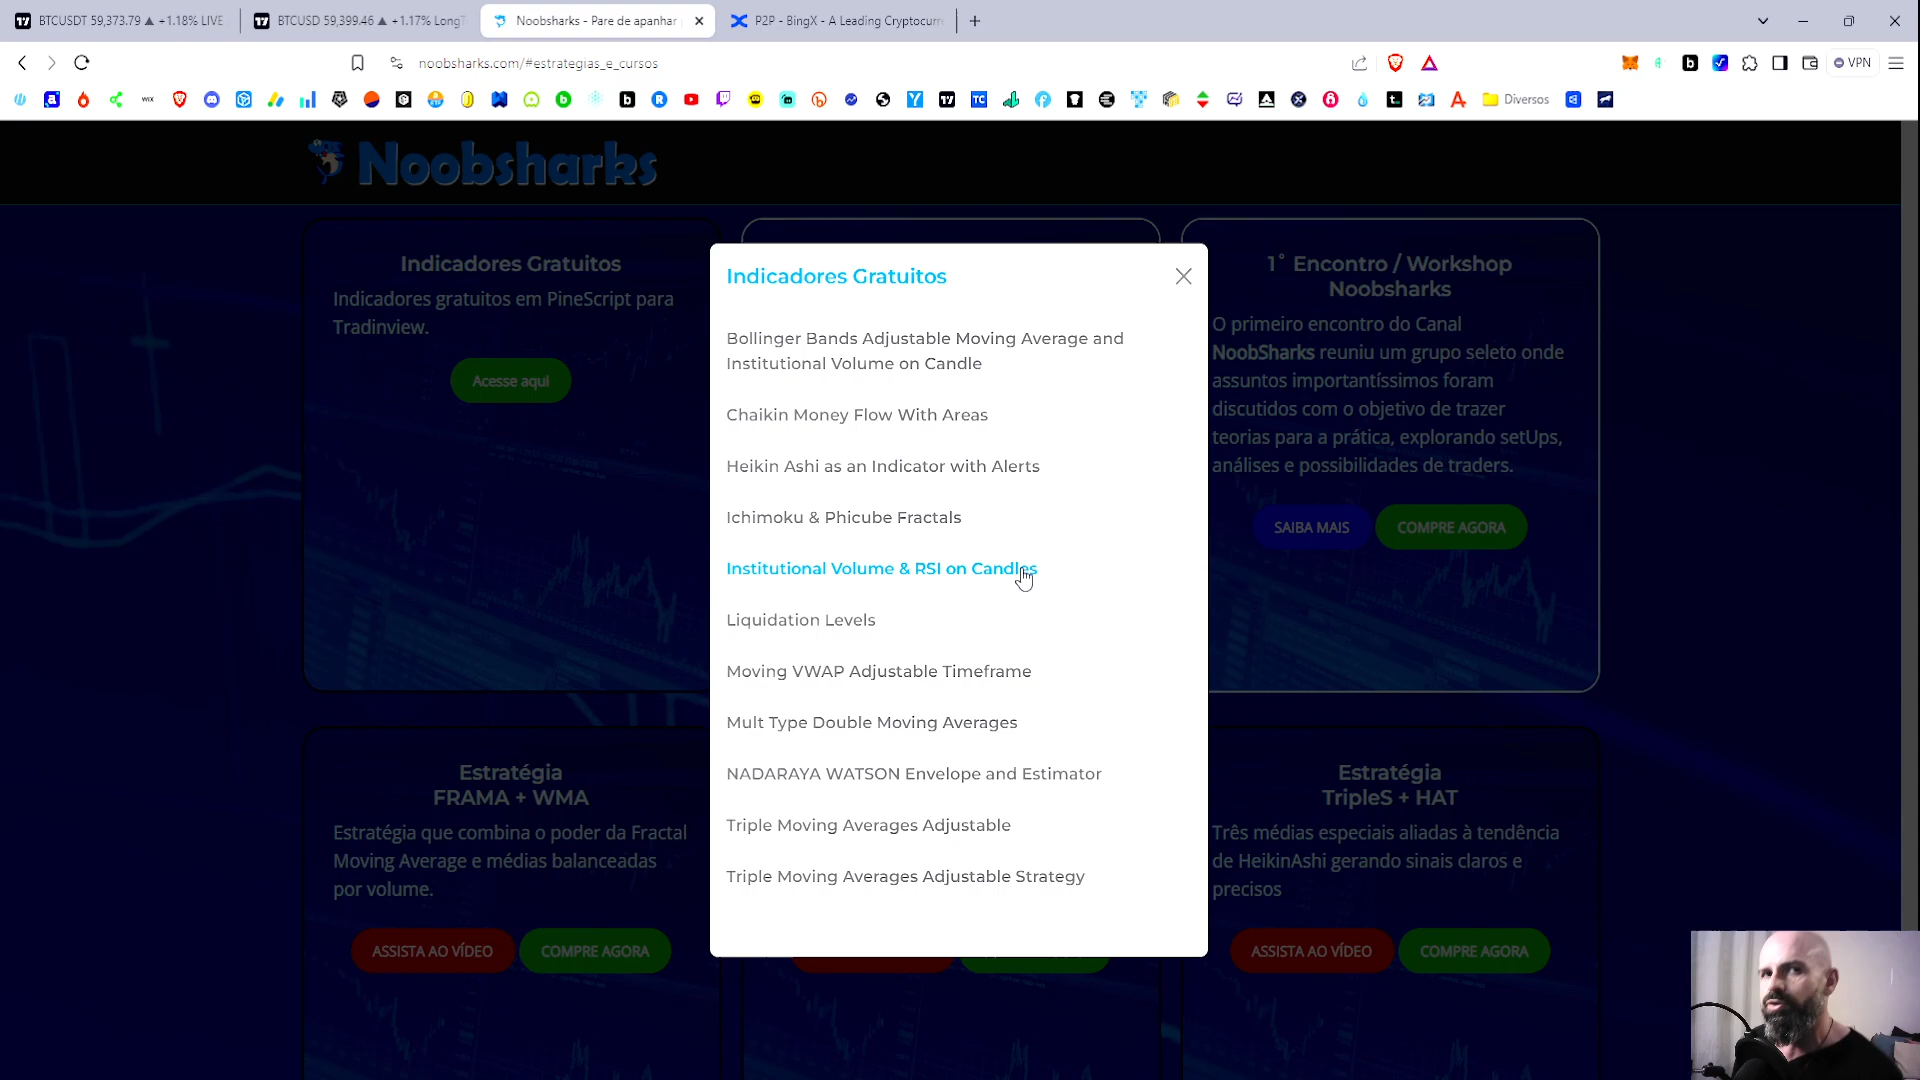 BTCUSDT 59,373.79 ▲ +1.18% LIVE
BTCUSD 59,399.46 ▲ +1.17% LongT
Noobsharks - Pare de apanhar
P2P - BingX - A Leading Cryptocurr
noobsharks.com/#estrategias_e_cursos
VPN
Diversos
Noobsharks
Indicadores Gratuitos
Indicadores gratuitos em PineScript para
Tradinview.
Acesse aqui
Indicadores Gratuitos
Bollinger Bands Adjustable Moving Average and
Institutional Volume on Candle
Chaikin Money Flow With Areas
Heikin Ashi as an Indicator with Alerts
Ichimoku & Phicube Fractals
Institutional Volume & RSI on Candles
Liquidation Levels
Moving VWAP Adjustable Timeframe
Mult Type Double Moving Averages
NADARAYA WATSON Envelope and Estimator
Triple Moving Averages Adjustable
Triple Moving Averages Adjustable Strategy
1° Encontro / Workshop
Noobsharks
O primeiro encontro do Canal
NoobSharks reuniu um grupo seleto onde
assuntos importantíssimos foram
discutidos com o objetivo de trazer
teorias para a prática, explorando setUps,
análises e possibilidades de traders.
SAIBA MAIS
COMPRE AGORA
Estratégia
FRAMA + WMA
Estratégia que combina o poder da Fractal
Moving Average e médias balanceadas
por volume.
ASSISTA AO VÍDEO
COMPRE AGORA
Estratégia
TripleS + HAT
Três médias especiais aliadas à tendência
de HeikinAshi gerando sinais claros e
precisos
ASSISTA AO VÍDEO
COMPRE AGORA